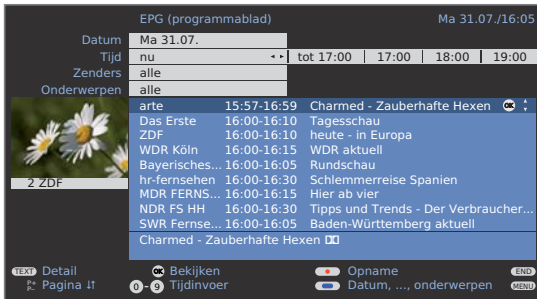 EPG (programmablad) Ma 31.07./16:05
Datum Ma 31.07.
Tijd nu tot 17:00 17:00 18:00 19:00
Zenders alle
Onderwerpen alle
arte 15:57-16:59 Charmed - Zauberhafte Hexen OK
Das Erste 16:00-16:10 Tagesschau
ZDF 16:00-16:10 heute - in Europa
WDR Köln 16:00-16:15 WDR aktuell
Bayerisches... 16:00-16:05 Rundschau
hr-fernsehen 16:00-16:30 Schlemmerreise Spanien
MDR FERNS... 16:00-16:15 Hier ab vier
NDR FS HH 16:00-16:30 Tipps und Trends - Der Verbraucher...
SWR Fernse... 16:00-16:05 Baden-Württemberg aktuell
2 ZDF
Charmed - Zauberhafte Hexen
TEXT Detail OK Bekijken Opname END
P+ P- Pagina 0-9 Tijdinvoer Datum, ..., onderwerpen MENU